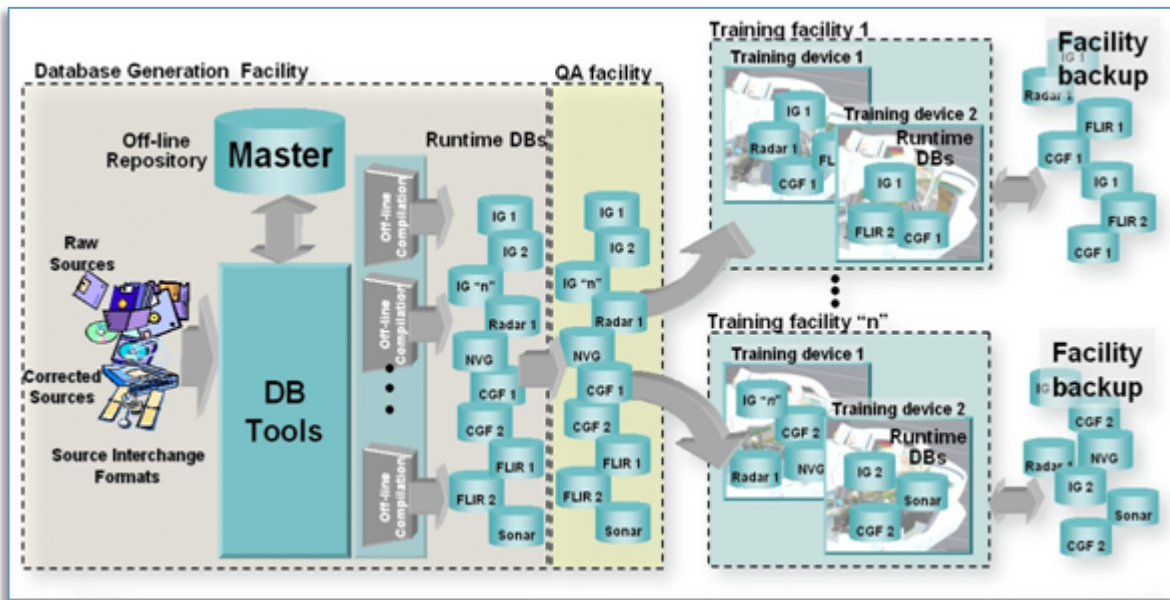 Database Generation Facility
Off-line
Repository
Master
Raw
Sources
Corrected
Sources
Source Interchange
Formats
DB
Tools
Off-line
Compilation
Off-line
Compilation
Off-line
Compilation
Runtime DBs
IG 1
IG 2
IG "n"
Radar 1
NVG
CGF 1
CGF 2
FLIR 1
FLIR 2
Sonar
QA facility
IG 1
IG 2
IG "n"
Radar 1
NVG
CGF 1
CGF 2
FLIR 1
FLIR 2
Sonar
Training facility 1
Training device 1
IG 1
Radar 1
CGF 1
Training device 2
Runtime
DBs
IG 1
FLIR 2
CGF 1
Facility
backup
IG 1
Radar 1
FLIR 1
CGF 1
IG 1
FLIR 2
CGF 1
Training facility "n"
Training device 1
IG "n"
CGF 2
Radar 1
NVG
Training device 2
Runtime
DBs
IG 2
Sonar
CGF 2
Facility
backup
CGF 2
Radar 1
NVG
IG 2
Sonar
CGF 2